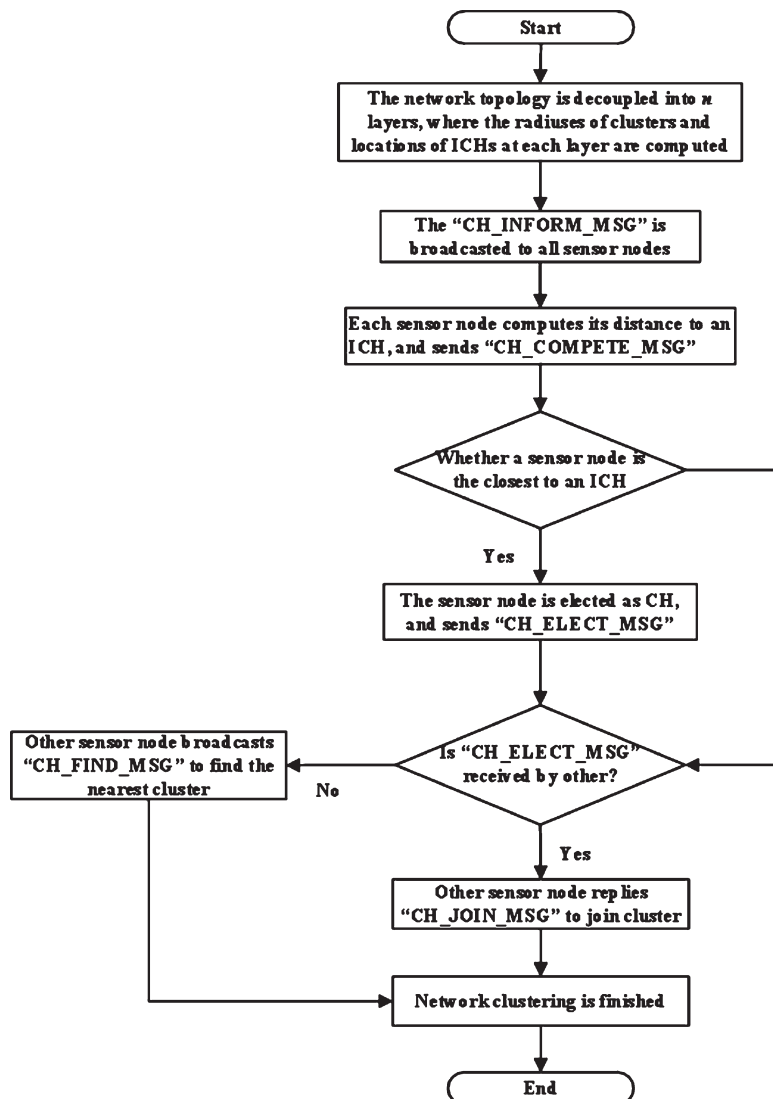 Start
The network topology is decoupled into n
layers, where the radiuses of clusters and
locations of ICHs at each layer are computed
The “CH_INFORM_MSG” is
broadcasted to all sensor nodes
Each sensor node computes its distance to an
ICH, and sends “CH_COMPETE_MSG”
Whether a sensor node is
the closest to an ICH
Yes
The sensor node is elected as CH,
and sends “CH_ELECT_MSG”
Other sensor node broadcasts
“CH_FIND_MSG” to find the
nearest cluster
Is “CH_ELECT_MSG”
received by other?
No
Yes
Other sensor node replies
“CH_JOIN_MSG” to join cluster
Network clustering is finished
End